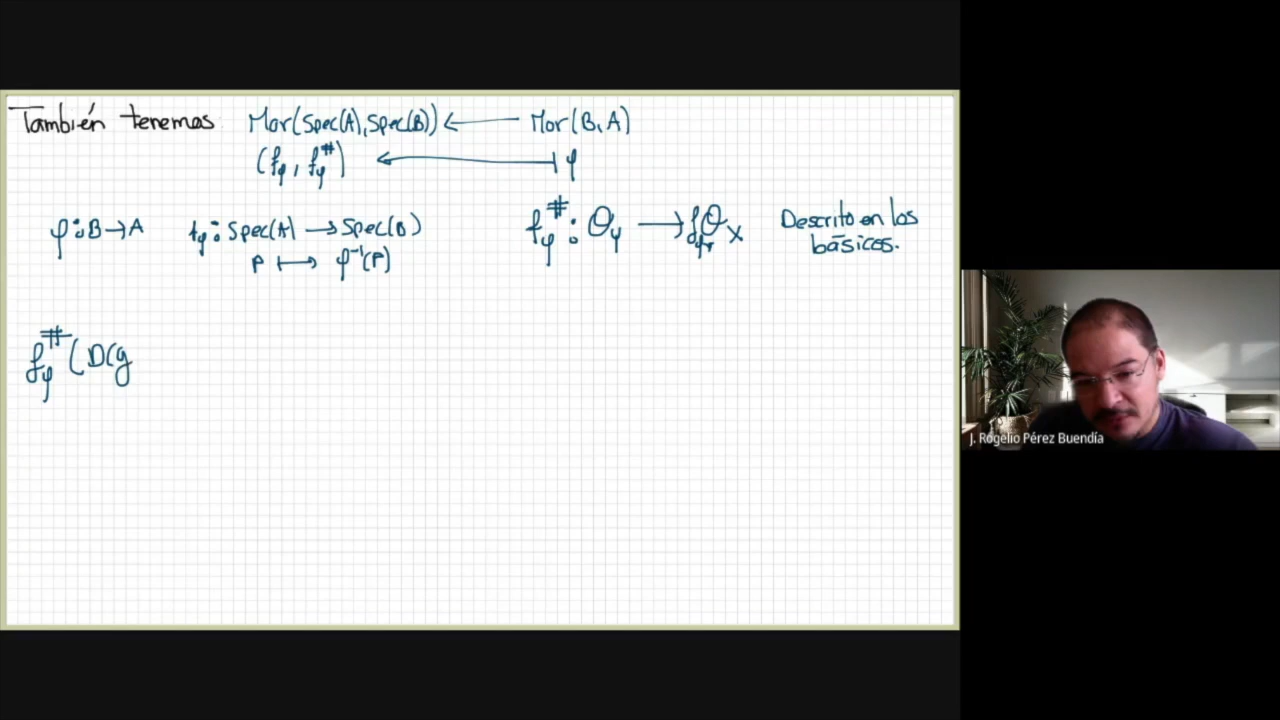 También tenemos Mor(Spec(A),Spec(B)) ← Mor(B,A)
(f_φ, f_φ^#) ↤ φ
φ: B→A f_φ: Spec(A) → Spec(B) f_φ^#: O_Y → f_φ* O_X Descrito en los
P ↦ φ^-1(P) básicos.
f_φ^# (D(g
J. Rogelio Pérez Buendía